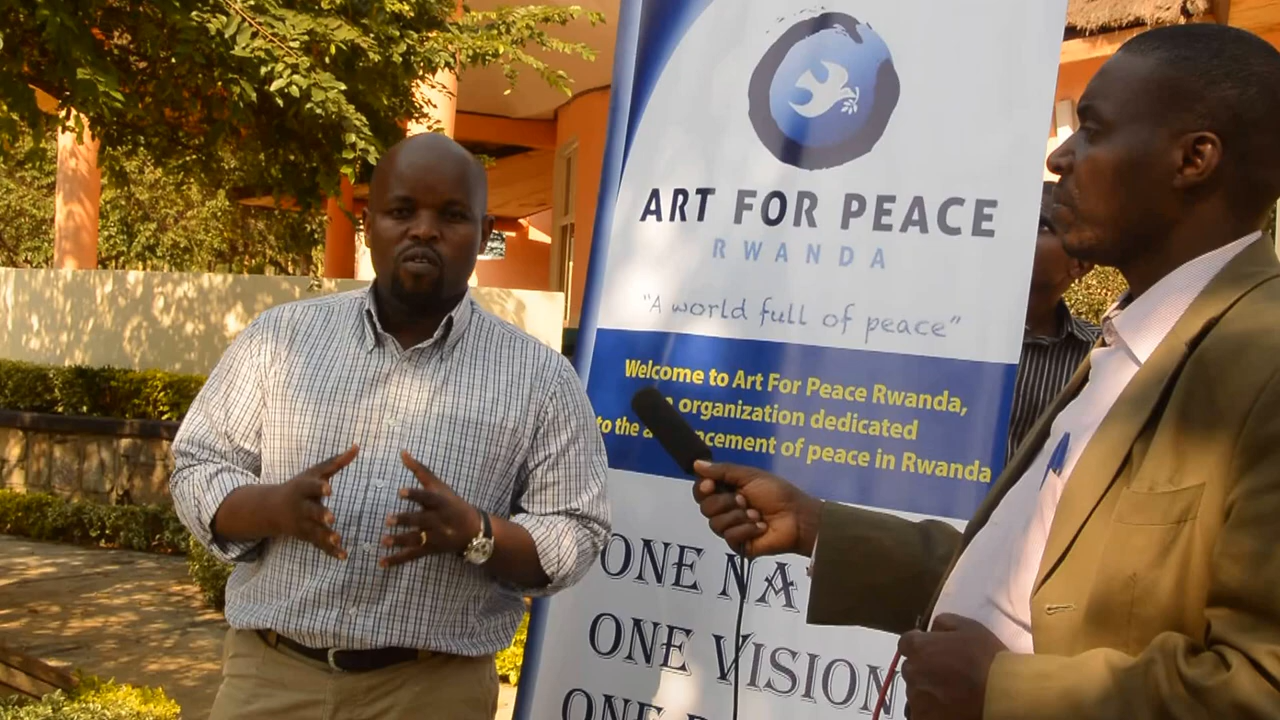 ART FOR PEACE
RWANDA
"A world full of peace"
Welcome to Art For Peace Rwanda,
organization dedicated
to the
of peace in Rwanda
ONE
ONE VISION
ONE